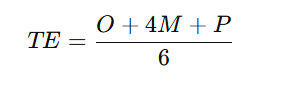 TE = (O + 4M + P) / 6